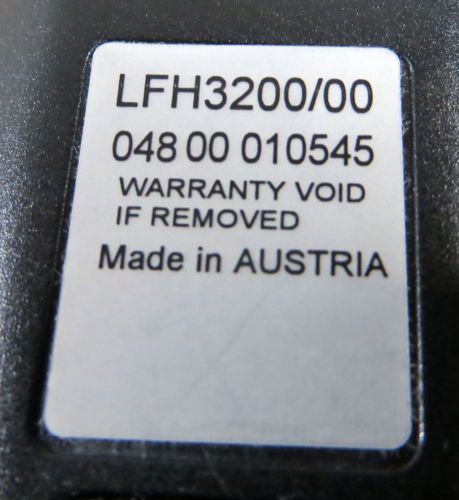 LFH3200/00
048 00 010545
WARRANTY VOID
IF REMOVED
Made in AUSTRIA